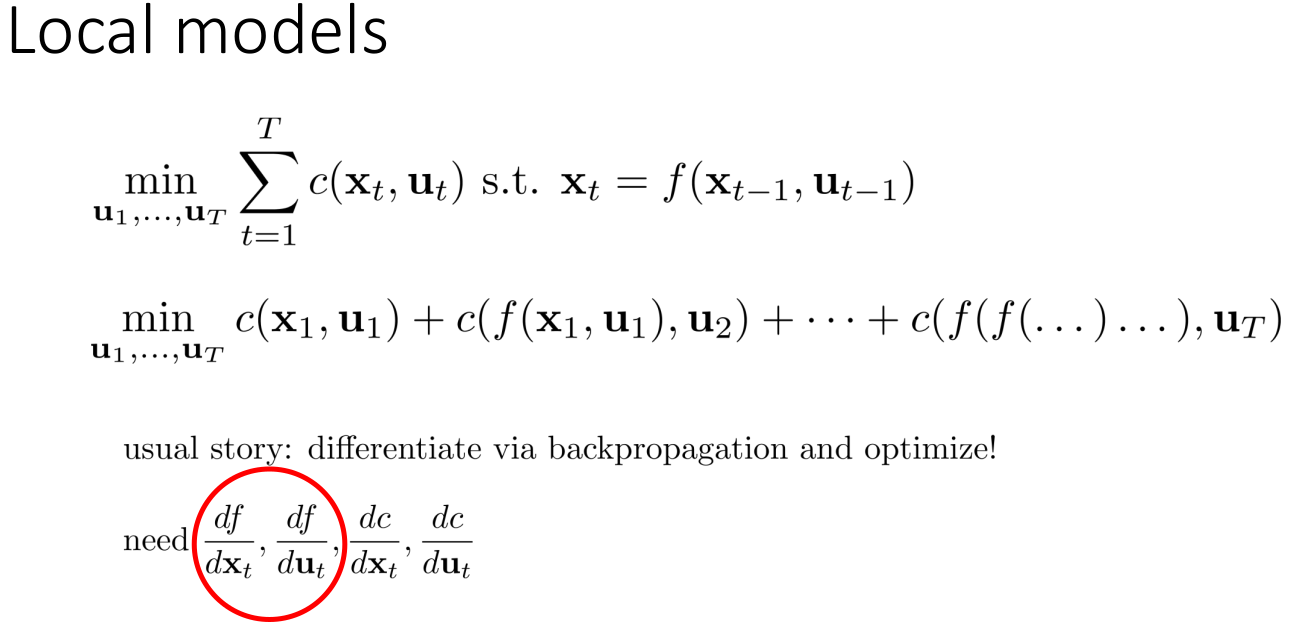 Local models
$\min_{\mathbf{u}_1,\ldots,\mathbf{u}_T} \sum_{t=1}^{T} c(\mathbf{x}_t, \mathbf{u}_t) \text{ s.t. } \mathbf{x}_t = f(\mathbf{x}_{t-1}, \mathbf{u}_{t-1})$
$\min_{\mathbf{u}_1,\ldots,\mathbf{u}_T} c(\mathbf{x}_1, \mathbf{u}_1) + c(f(\mathbf{x}_1, \mathbf{u}_1), \mathbf{u}_2) + \cdots + c(f(f(\ldots)\ldots), \mathbf{u}_T)$
usual story: differentiate via backpropagation and optimize!
need $\frac{df}{d\mathbf{x}_t}, \frac{df}{d\mathbf{u}_t}, \frac{dc}{d\mathbf{x}_t}, \frac{dc}{d\mathbf{u}_t}$